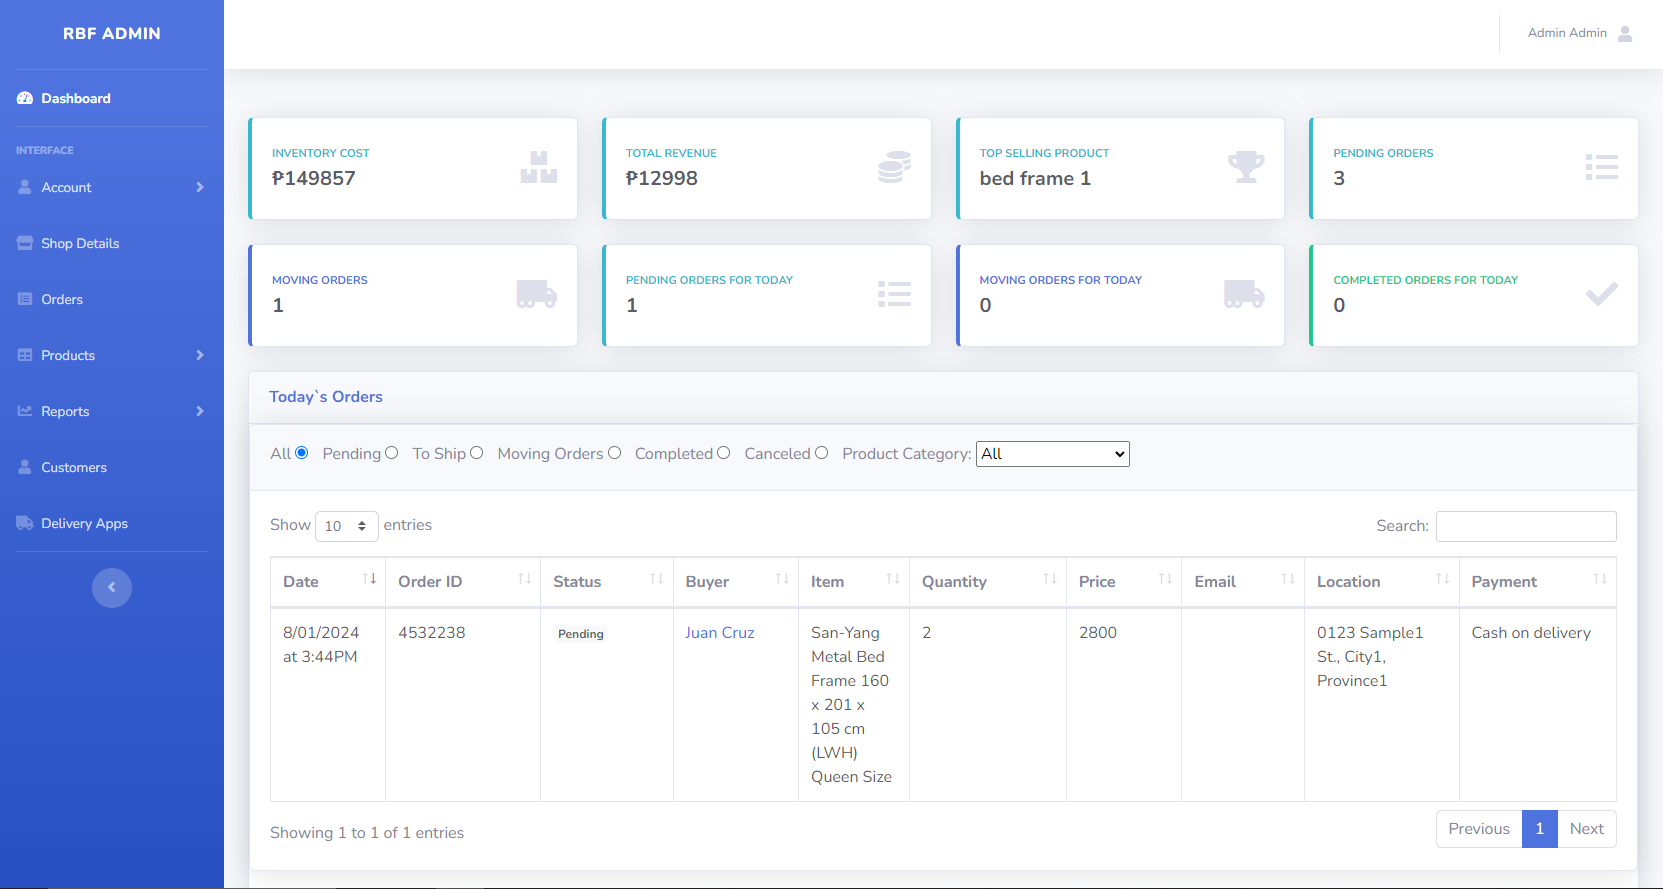 RBF ADMIN
Admin Admin
Dashboard
INTERFACE
Account
Shop Details
Orders
Products
Reports
Customers
Delivery Apps
INVENTORY COST
₱149857
TOTAL REVENUE
₱12998
TOP SELLING PRODUCT
bed frame 1
PENDING ORDERS
3
MOVING ORDERS
1
PENDING ORDERS FOR TODAY
1
MOVING ORDERS FOR TODAY
0
COMPLETED ORDERS FOR TODAY
0
Today`s Orders
All Pending To Ship Moving Orders Completed Canceled Product Category: All
Show 10 entries Search:
Date Order ID Status Buyer Item Quantity Price Email Location Payment
8/01/2024 4532238 Pending Juan Cruz San-Yang 2 2800 0123 Sample1 Cash on delivery
at 3:44PM Metal Bed St., City1,
Frame 160 Province1
x 201 x
105 cm
(LWH)
Queen Size
Showing 1 to 1 of 1 entries Previous 1 Next